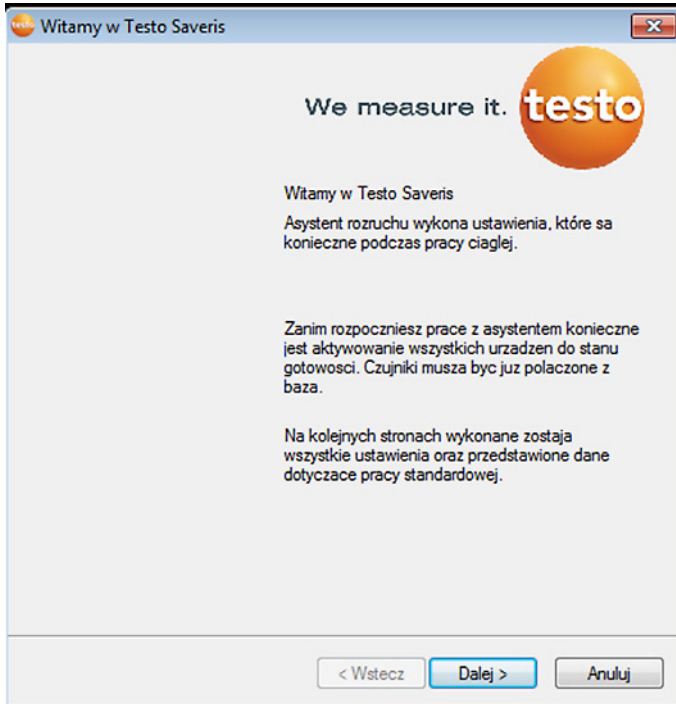 testo Witamy w Testo Saveris
We measure it. testo
Witamy w Testo Saveris
Asystent rozruchu wykona ustawienia, które sa
konieczne podczas pracy ciaglej.
Zanim rozpoczniesz prace z asystentem konieczne
jest aktywowanie wszystkich urzadzen do stanu
gotowosci. Czujniki musza byc juz polaczone z
baza.
Na kolejnych stronach wykonane zostaja
wszystkie ustawienia oraz przedstawione dane
dotyczace pracy standardowej.
< Wstecz Dalej > Anuluj